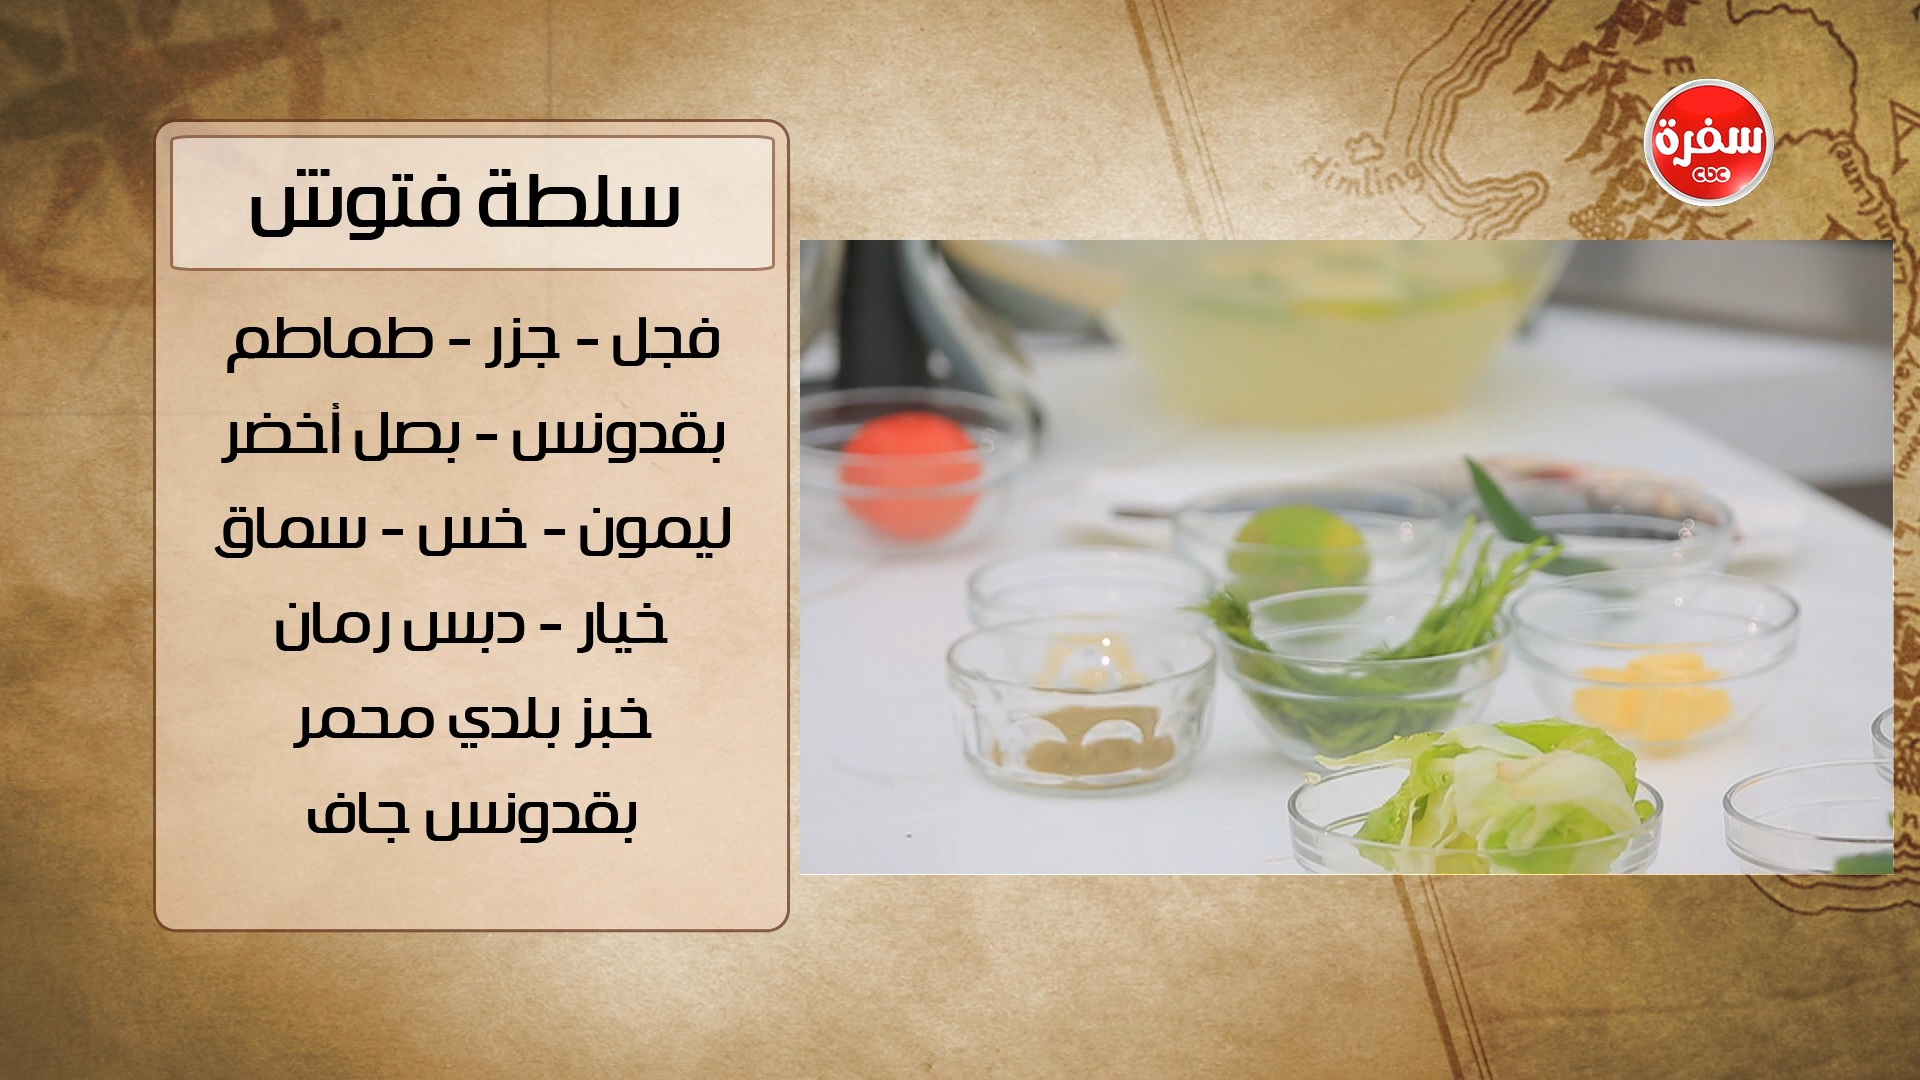 سلطة فتوش
فجل - جزر - طماطم
بقدونس - بصل أخضر
ليمون - خس - سماق
خيار - دبس رمان
خبز بلدي محمر
بقدونس جاف
سفرة
cbc